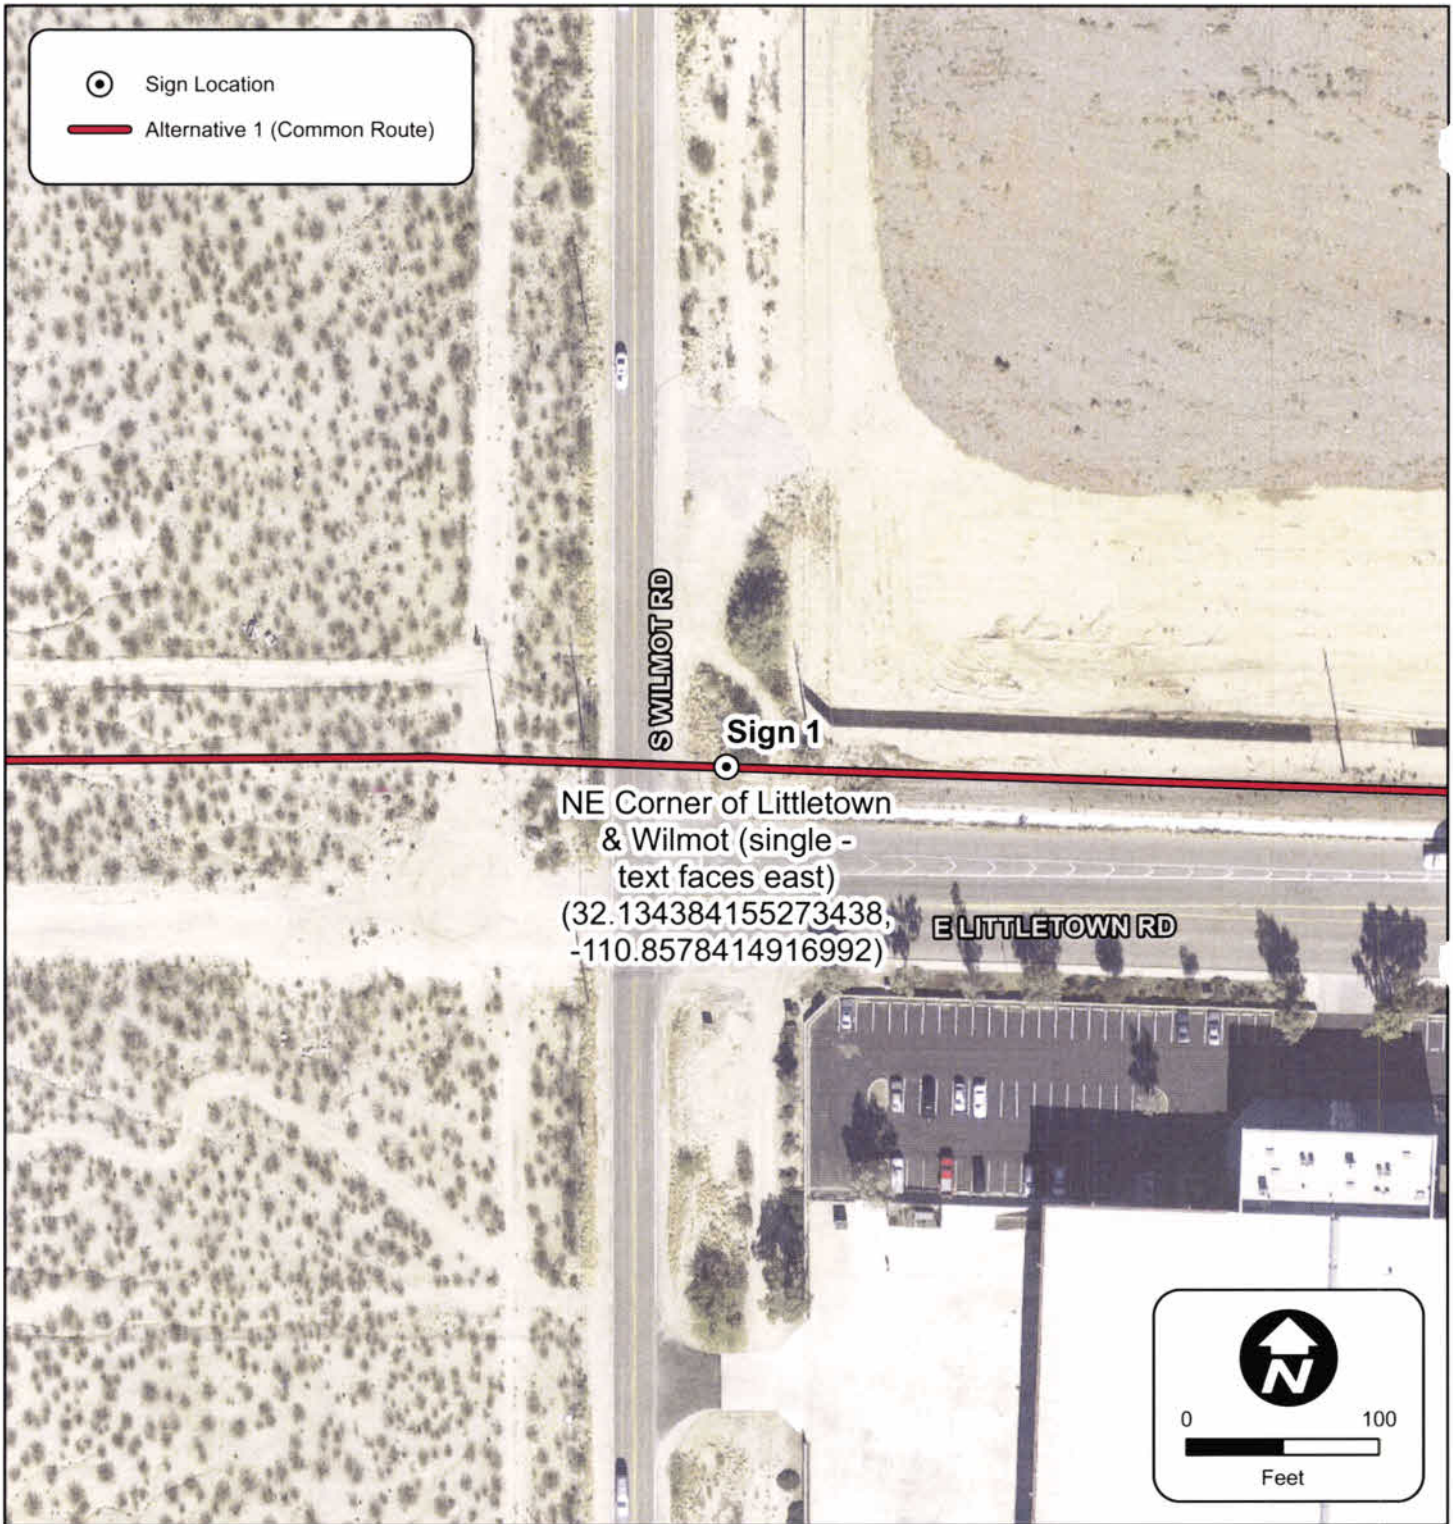 Sign Location
Alternative 1 (Common Route)
S WILMOT RD
Sign 1
NE Corner of Littletown
& Wilmot (single -
text faces east)
(32.134384155273438,
-110.8578414916992)
E LITTLETOWN RD
N
0 100
Feet